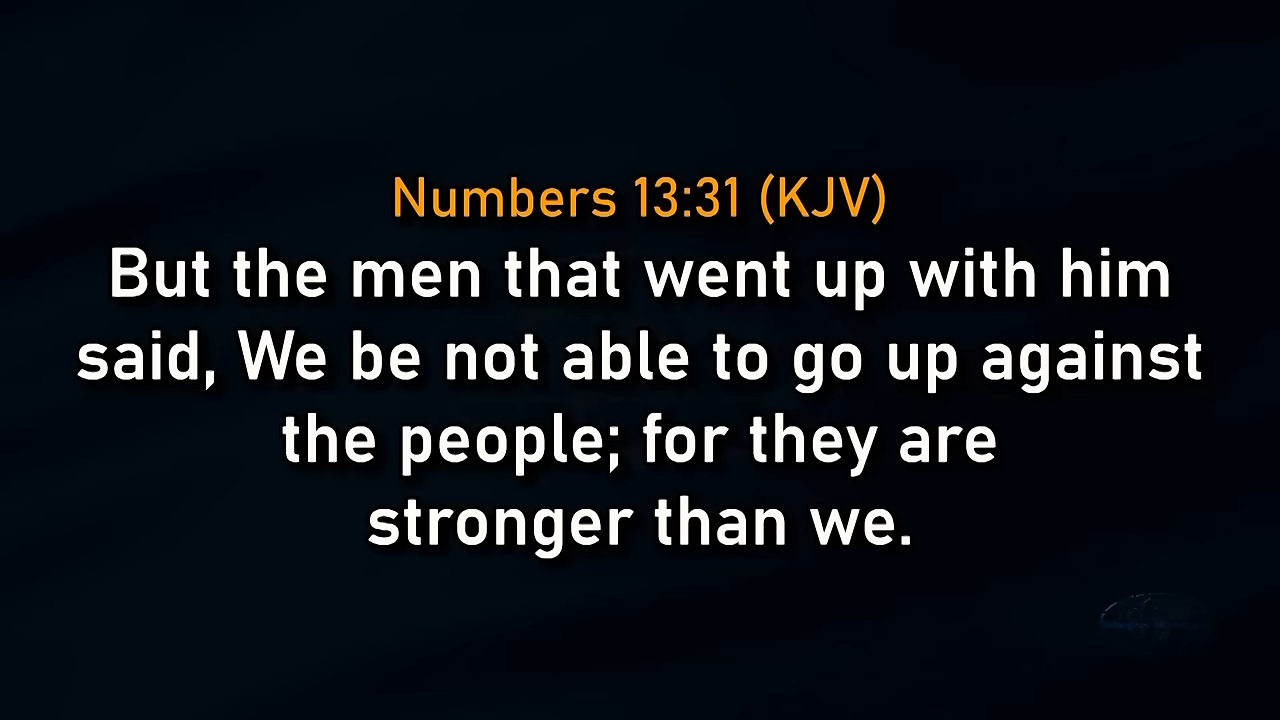 Numbers 13:31 (KJV)
But the men that went up with him
said, We be not able to go up against
the people; for they are
stronger than we.